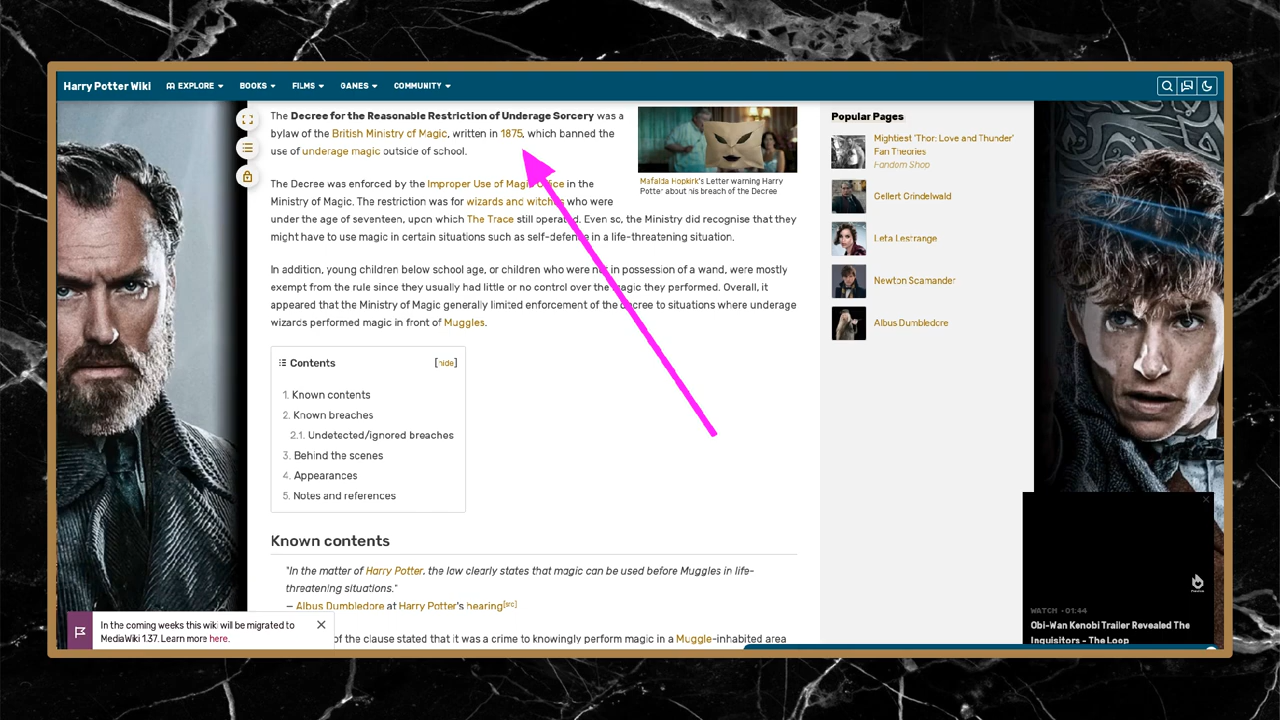 Harry Potter Wiki EXPLORE BOOKS FILMS GAMES COMMUNITY
The Decree for the Reasonable Restriction of Underage Sorcery was a
bylaw of the British Ministry of Magic, written in 1875, which banned the
use of underage magic outside of school.
Mafalda Hopkirk's Letter warning Harry
Potter about his breach of the Decree
The Decree was enforced by the Improper Use of Magic Office in the
Ministry of Magic. The restriction was for wizards and witches who were
under the age of seventeen, upon which The Trace still operated. Even so, the Ministry did recognise that they
might have to use magic in certain situations such as self-defence in a life-threatening situation.
In addition, young children below school age, or children who were not in possession of a wand, were mostly
exempt from the rule since they usually had little or no control over the magic they performed. Overall, it
appeared that the Ministry of Magic generally limited enforcement of the decree to situations where underage
wizards performed magic in front of Muggles.
Contents [hide]
1. Known contents
2. Known breaches
2.1. Undetected/ignored breaches
3. Behind the scenes
4. Appearances
5. Notes and references
Known contents
"In the matter of Harry Potter, the law clearly states that magic can be used before Muggles in life-
threatening situations."
— Albus Dumbledore at Harry Potter's hearing[src]
of the clause stated that it was a crime to knowingly perform magic in a Muggle-inhabited area
In the coming weeks this wiki will be migrated to
MediaWiki 1.37. Learn more here.
Popular Pages
Mightiest 'Thor: Love and Thunder'
Fan Theories
Fandom Shop
Gellert Grindelwald
Leta Lestrange
Newton Scamander
Albus Dumbledore
WATCH • 01:44
Obi-Wan Kenobi Trailer Revealed The
Inquisitors - The Loop